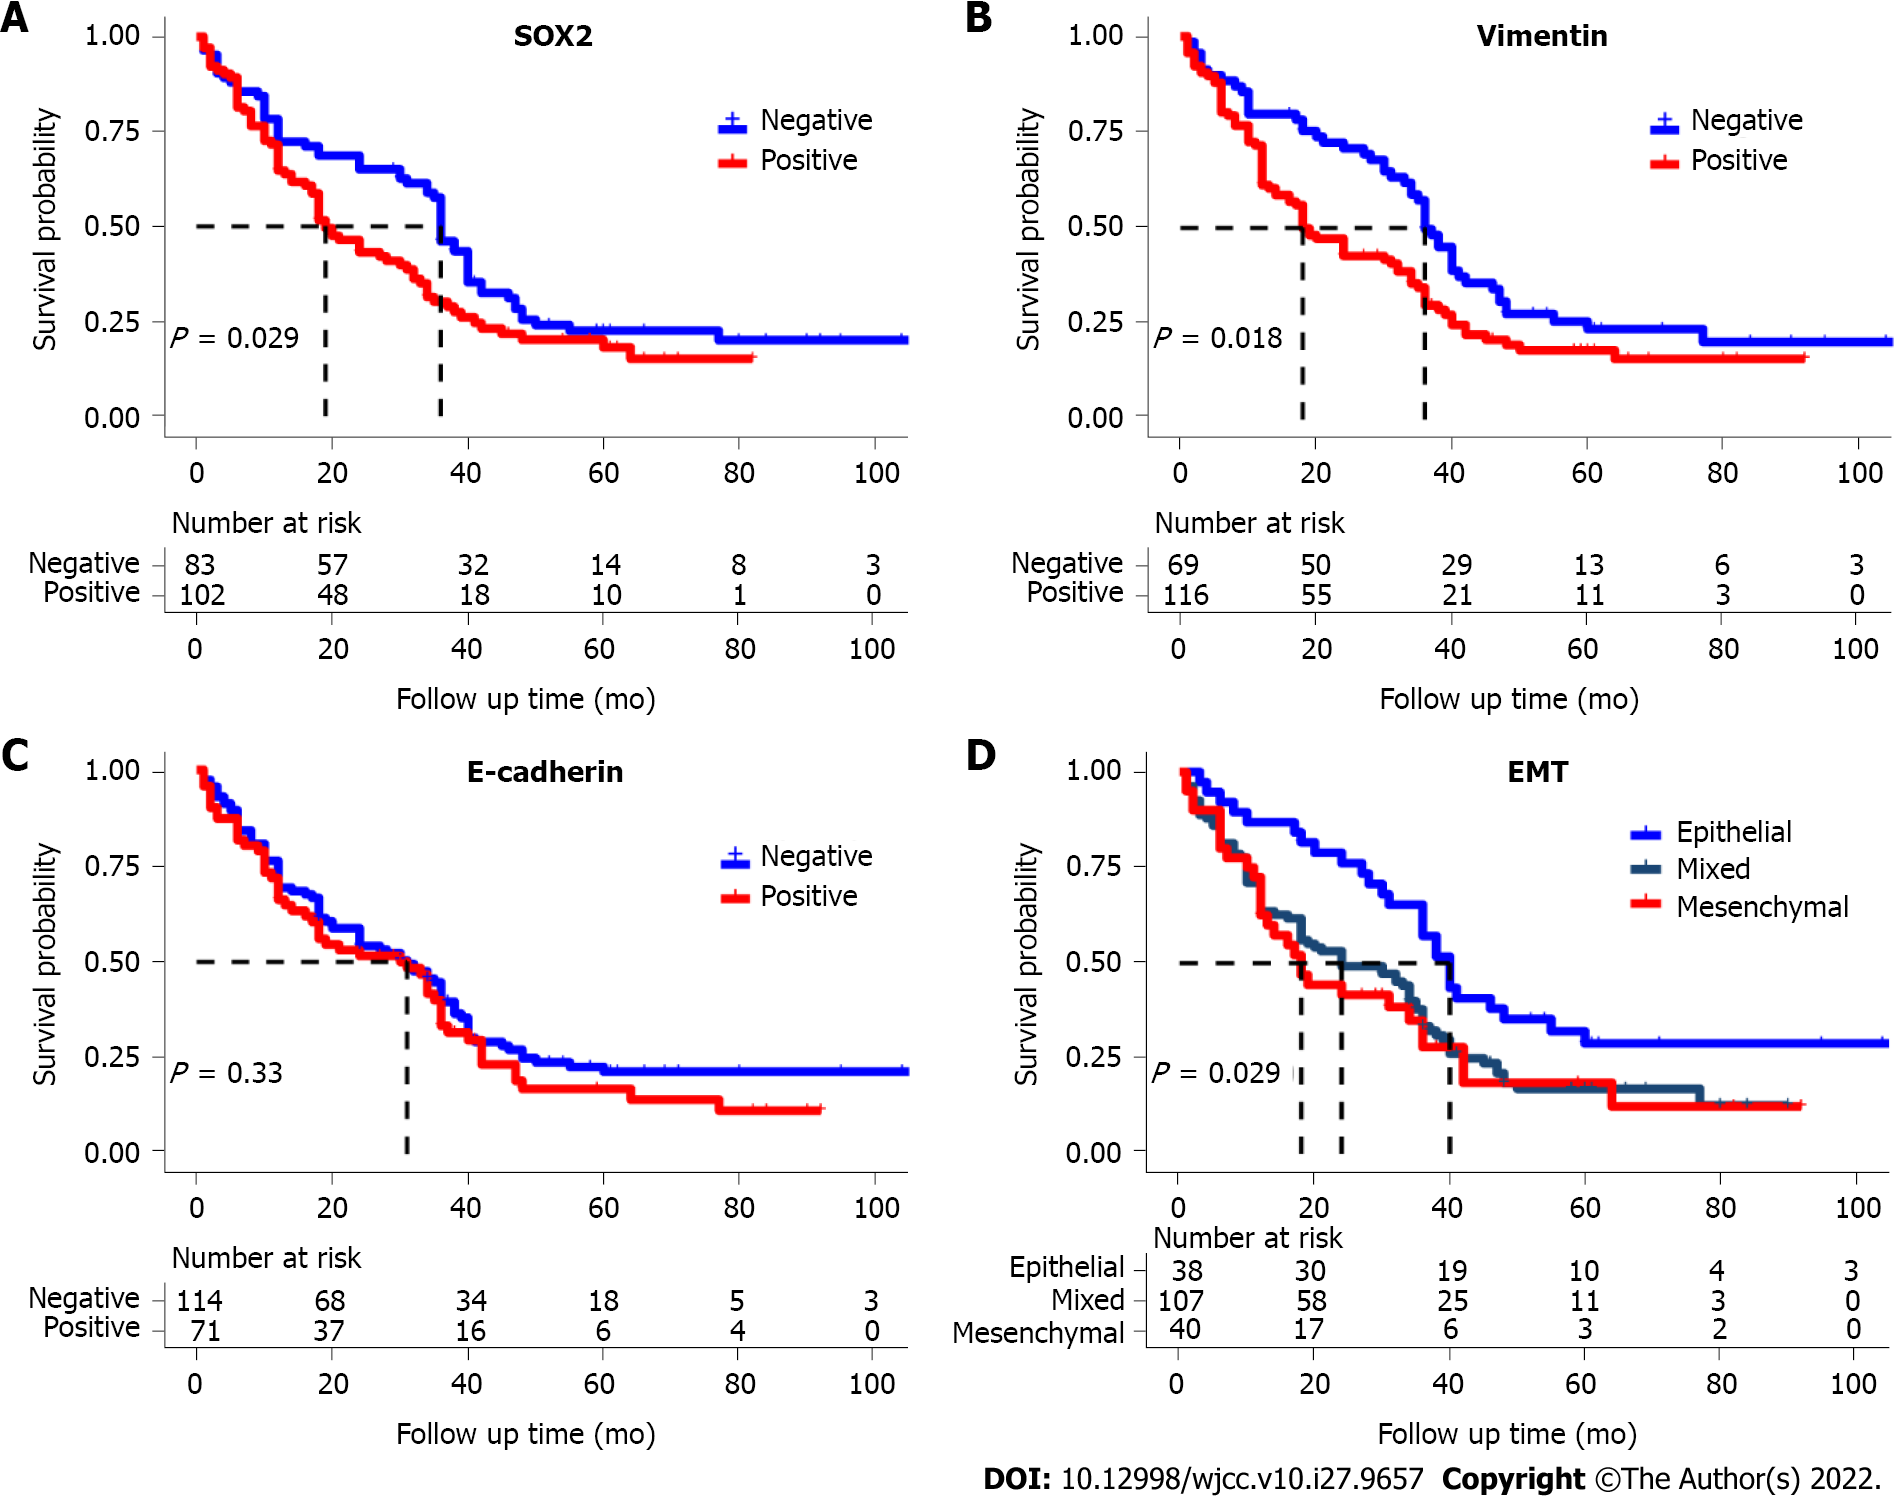 A
SOX2
1.00
0.75
0.50
0.25
0.00
Survival probability
Negative
Positive
P = 0.029
0 20 40 60 80 100
Number at risk
Negative 83 57 32 14 8 3
Positive 102 48 18 10 1 0
0 20 40 60 80 100
Follow up time (mo)
B
Vimentin
1.00
0.75
0.50
0.25
0.00
Survival probability
Negative
Positive
P = 0.018
0 20 40 60 80 100
Number at risk
Negative 69 50 29 13 6 3
Positive 116 55 21 11 3 0
0 20 40 60 80 100
Follow up time (mo)
C
E-cadherin
1.00
0.75
0.50
0.25
0.00
Survival probability
Negative
Positive
P = 0.33
0 20 40 60 80 100
Number at risk
Negative 114 68 34 18 5 3
Positive 71 37 16 6 4 0
0 20 40 60 80 100
Follow up time (mo)
D
EMT
1.00
0.75
0.50
0.25
0.00
Survival probability
Epithelial
Mixed
Mesenchymal
P = 0.029
0 20 40 60 80 100
Number at risk
Epithelial 38 30 19 10 4 3
Mixed 107 58 25 11 3 0
Mesenchymal 40 17 6 3 2 0
0 20 40 60 80 100
Follow up time (mo)
DOI: 10.12998/wjcc.v10.i27.9657 Copyright ©The Author(s) 2022.